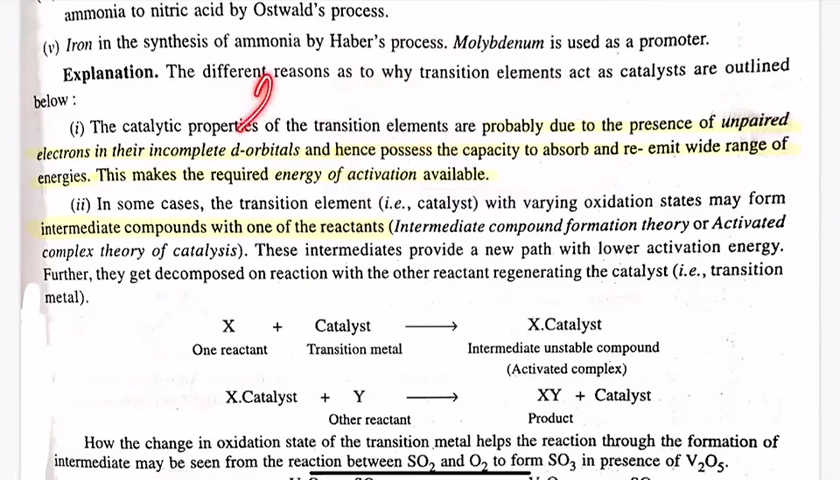 ammonia to nitric acid by Ostwald's process.
(v) Iron in the synthesis of ammonia by Haber's process. Molybdenum is used as a promoter.
Explanation. The different reasons as to why transition elements act as catalysts are outlined
below :
(i) The catalytic properties of the transition elements are probably due to the presence of unpaired
electrons in their incomplete d-orbitals and hence possess the capacity to absorb and re- emit wide range of
energies. This makes the required energy of activation available.
(ii) In some cases, the transition element (i.e., catalyst) with varying oxidation states may form
intermediate compounds with one of the reactants (Intermediate compound formation theory or Activated
complex theory of catalysis). These intermediates provide a new path with lower activation energy.
Further, they get decomposed on reaction with the other reactant regenerating the catalyst (i.e., transition
metal).
X + Catalyst ⟶ X.Catalyst
One reactant Transition metal Intermediate unstable compound
(Activated complex)
X.Catalyst + Y ⟶ XY + Catalyst
Other reactant Product
How the change in oxidation state of the transition metal helps the reaction through the formation of
intermediate may be seen from the reaction between SO₂ and O₂ to form SO₃ in presence of V₂O₅.